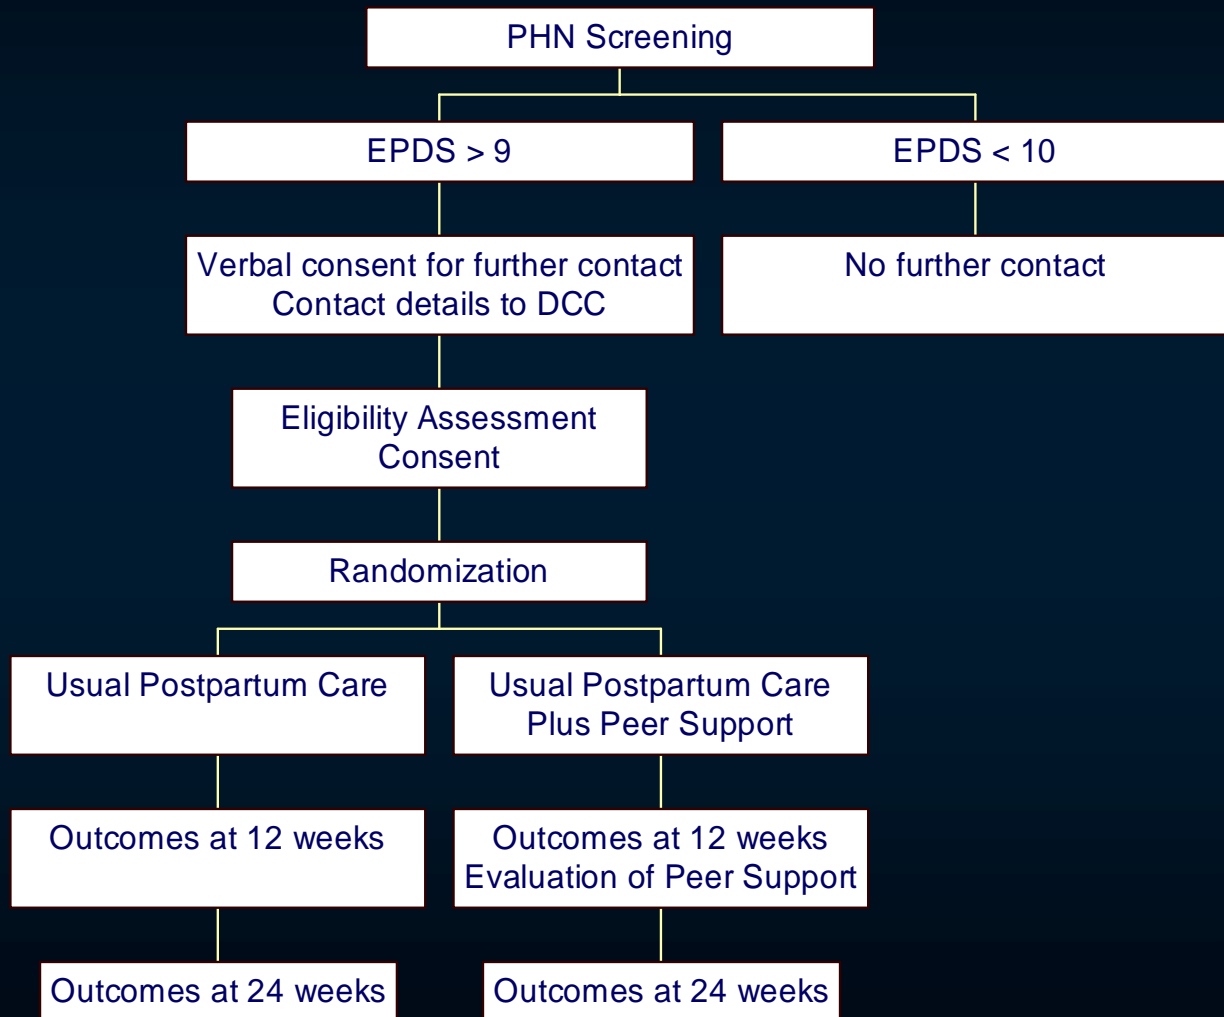 PHN Screening
EPDS > 9
EPDS < 10
Verbal consent for further contact
Contact details to DCC
No further contact
Eligibility Assessment
Consent
Randomization
Usual Postpartum Care
Usual Postpartum Care
Plus Peer Support
Outcomes at 12 weeks
Outcomes at 12 weeks
Evaluation of Peer Support
Outcomes at 24 weeks
Outcomes at 24 weeks